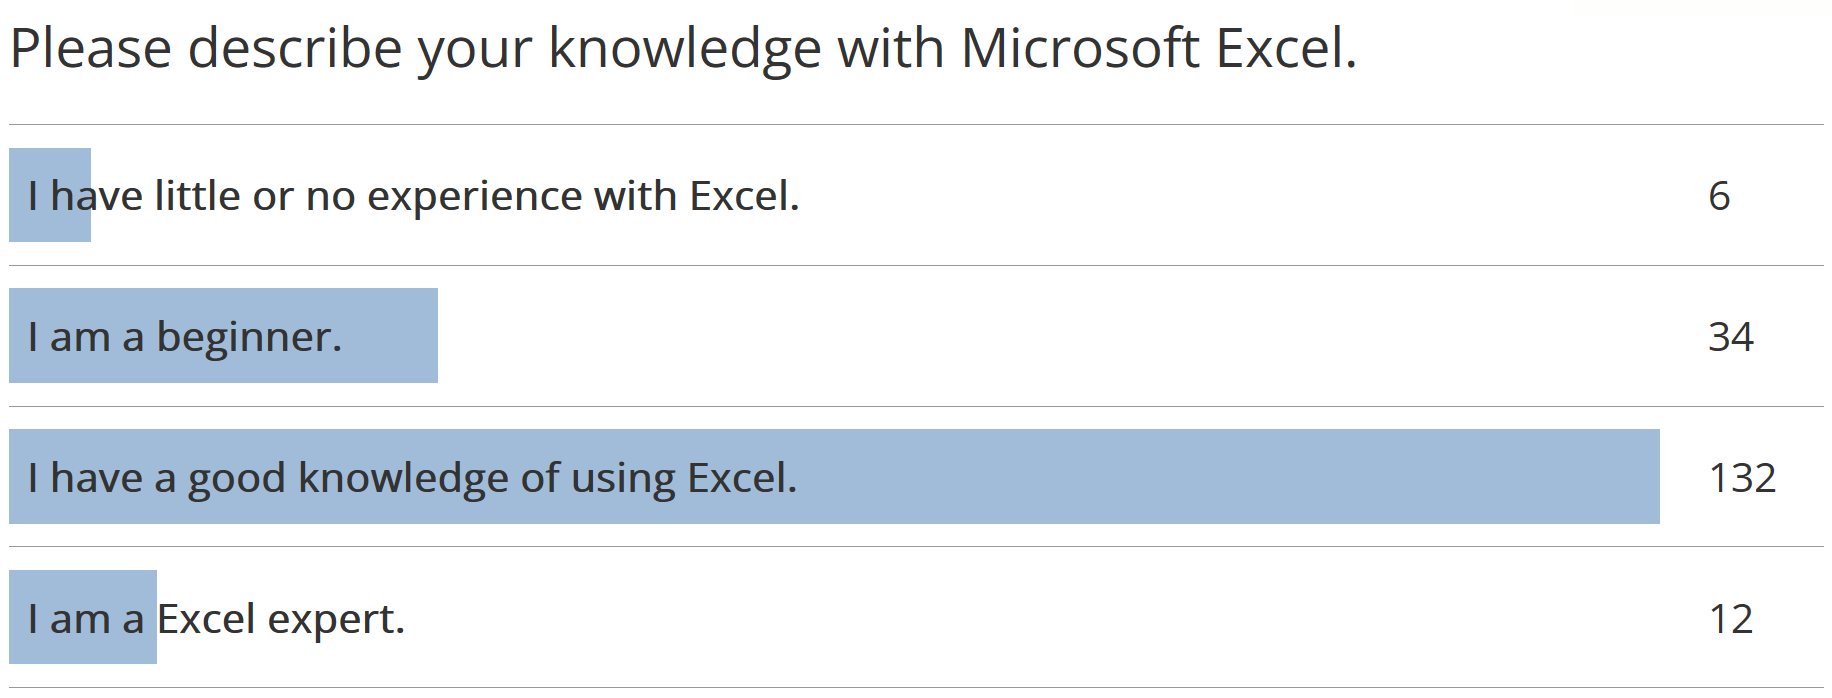 Please describe your knowledge with Microsoft Excel.
I have little or no experience with Excel. 6
I am a beginner. 34
I have a good knowledge of using Excel. 132
I am a Excel expert. 12